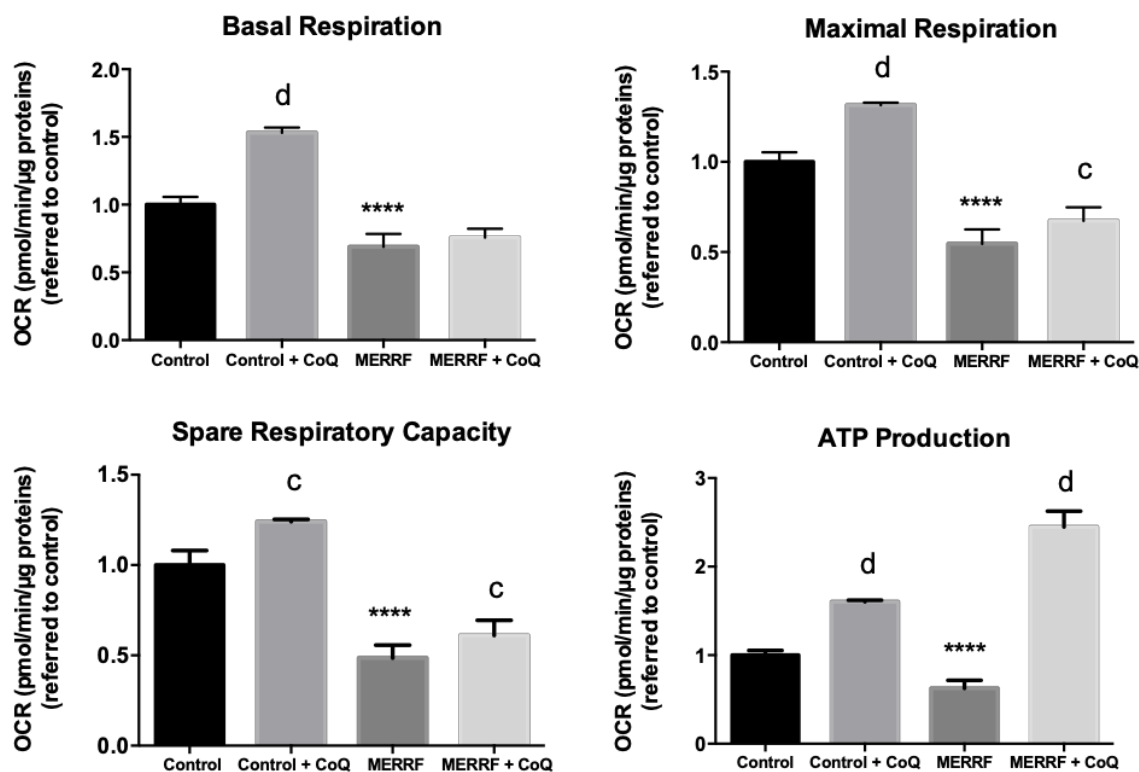 Basal Respiration
OCR (pmol/min/µg proteins)
(referred to control)
2.0
1.5
1.0
0.5
0.0
d
****
Control
Control + CoQ
MERRF
MERRF + CoQ
Maximal Respiration
OCR (pmol/min/µg proteins)
(referred to control)
1.5
1.0
0.5
0.0
d
****
c
Control
Control + CoQ
MERRF
MERRF + CoQ
Spare Respiratory Capacity
OCR (pmol/min/µg proteins)
(referred to control)
1.5
1.0
0.5
0.0
c
****
c
Control
Control + CoQ
MERRF
MERRF + CoQ
ATP Production
OCR (pmol/min/µg proteins)
(referred to control)
3
2
1
0
d
****
d
Control
Control + CoQ
MERRF
MERRF + CoQ